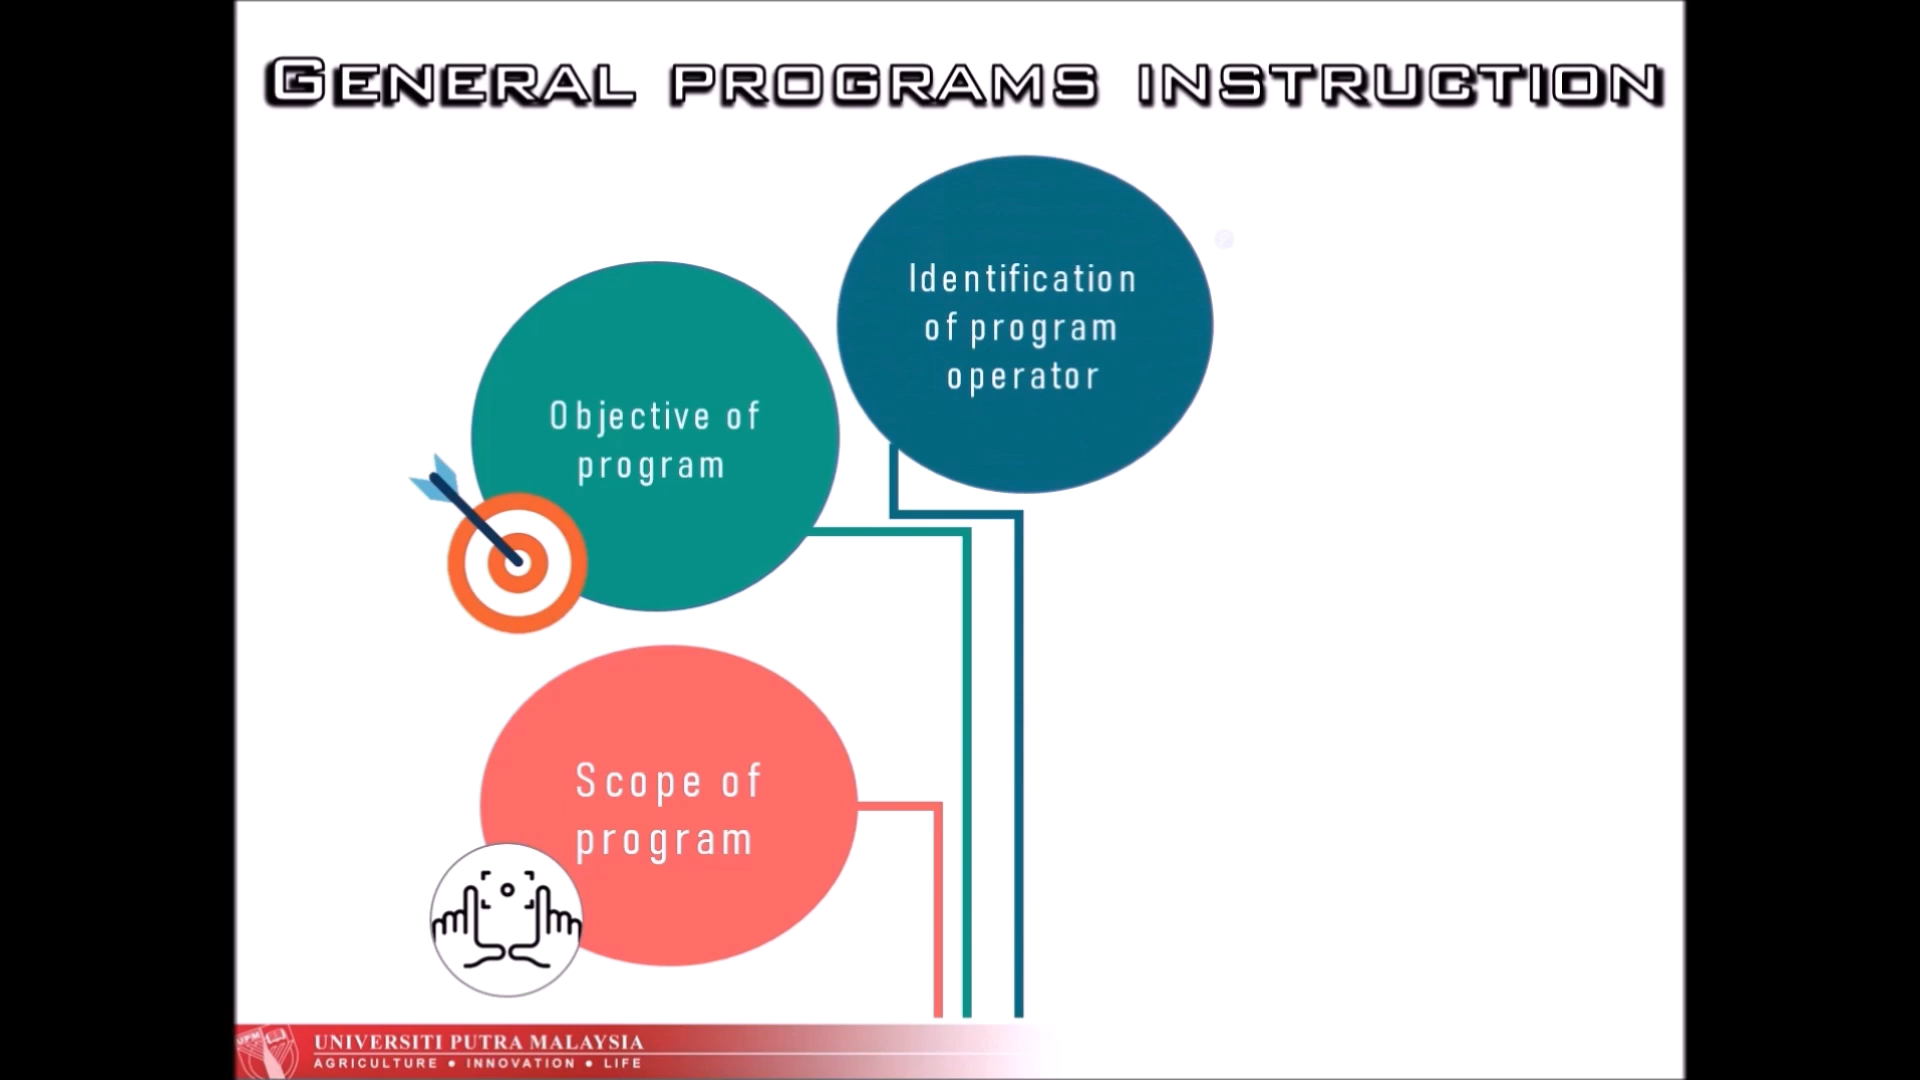 GENERAL PROGRAMS INSTRUCTION
Identification
of program
operator
Objective of
program
Scope of
program
UPM
UNIVERSITI PUTRA MALAYSIA
AGRICULTURE • INNOVATION • LIFE